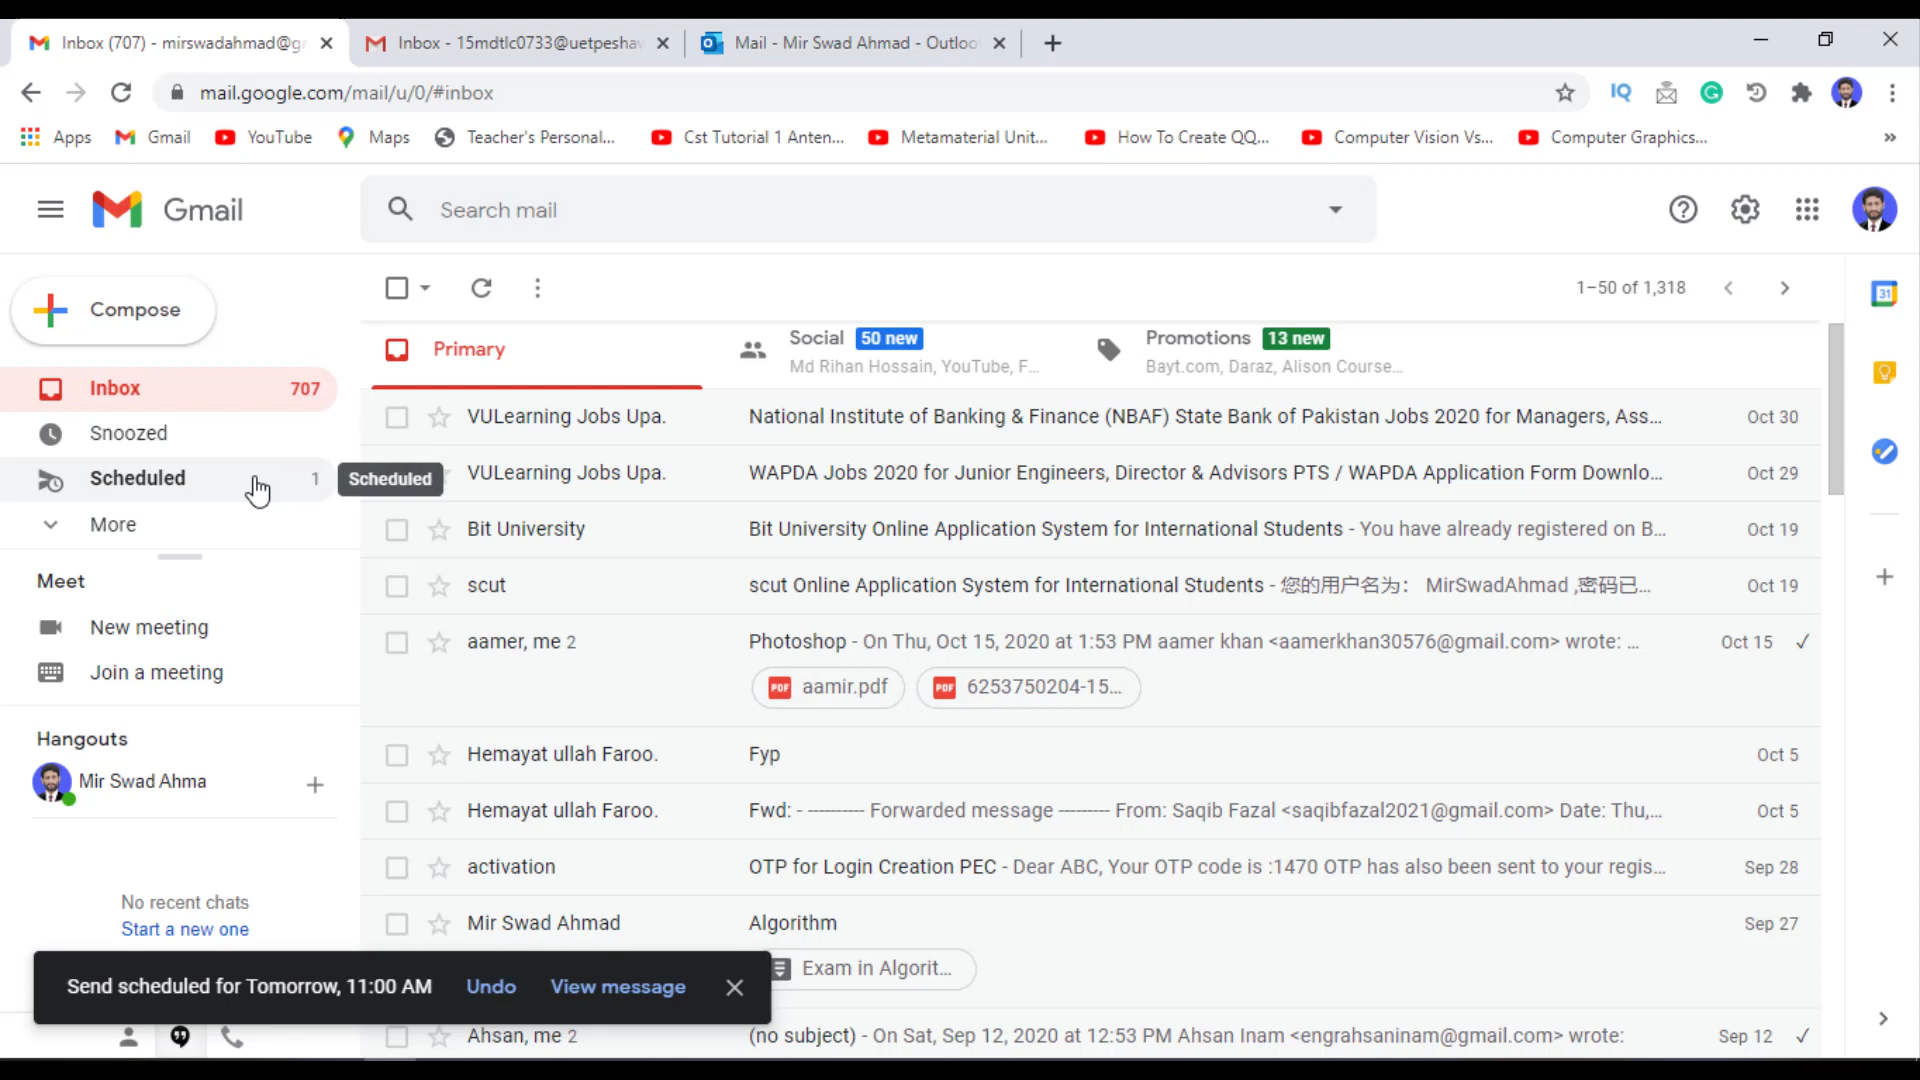 Inbox (707) - mirswadahmad@g
Inbox - 15mdtlc0733@uetpeshaw
Mail - Mir Swad Ahmad - Outloo
mail.google.com/mail/u/0/#inbox
Apps
Gmail
YouTube
Maps
Teacher's Personal...
Cst Tutorial 1 Anten...
Metamaterial Unit...
How To Create QQ...
Computer Vision Vs...
Computer Graphics...
»
Gmail
Search mail
Compose
1–50 of 1,318
Primary
Social 50 new
Md Rihan Hossain, YouTube, F...
Promotions 13 new
Bayt.com, Daraz, Alison Course...
Inbox 707
Snoozed
Scheduled 1
Scheduled
More
Meet
New meeting
Join a meeting
Hangouts
Mir Swad Ahma
No recent chats
Start a new one
VULearning Jobs Upa. National Institute of Banking & Finance (NBAF) State Bank of Pakistan Jobs 2020 for Managers, Ass... Oct 30
VULearning Jobs Upa. WAPDA Jobs 2020 for Junior Engineers, Director & Advisors PTS / WAPDA Application Form Downlo... Oct 29
Bit University Bit University Online Application System for International Students - You have already registered on B... Oct 19
scut scut Online Application System for International Students - 您的用户名为: MirSwadAhmad ,密码已... Oct 19
aamer, me 2 Photoshop - On Thu, Oct 15, 2020 at 1:53 PM aamer khan <aamerkhan30576@gmail.com> wrote: ... Oct 15
PDF aamir.pdf PDF 6253750204-15...
Hemayat ullah Faroo. Fyp Oct 5
Hemayat ullah Faroo. Fwd: - ---------- Forwarded message --------- From: Saqib Fazal <saqibfazal2021@gmail.com> Date: Thu,... Oct 5
activation OTP for Login Creation PEC - Dear ABC, Your OTP code is :1470 OTP has also been sent to your regis... Sep 28
Mir Swad Ahmad Algorithm Sep 27
Exam in Algorit...
Ahsan, me 2 (no subject) - On Sat, Sep 12, 2020 at 12:53 PM Ahsan Inam <engrahsaninam@gmail.com> wrote: Sep 12
Send scheduled for Tomorrow, 11:00 AM Undo View message
IQ
31